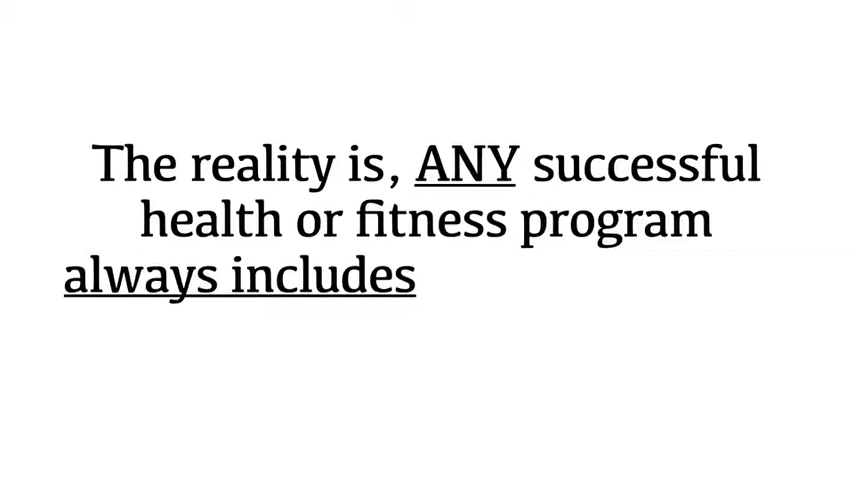 The reality is, ANY successful
health or fitness program
always includes